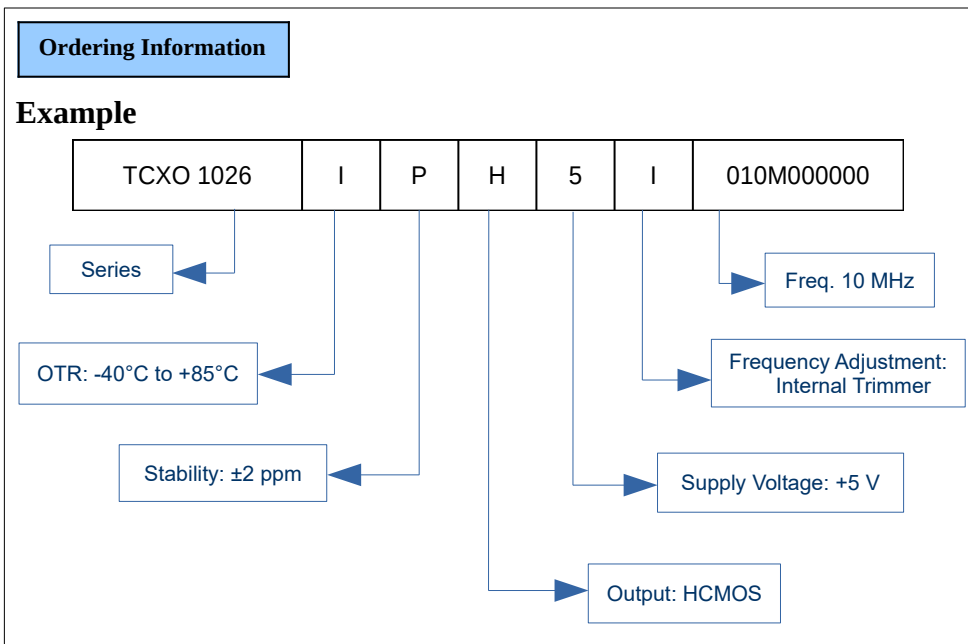 Ordering Information
Example
TCXO 1026 I P H 5 I 010M000000
Series
Freq. 10 MHz
OTR: -40°C to +85°C
Frequency Adjustment:
Internal Trimmer
Stability: ±2 ppm
Supply Voltage: +5 V
Output: HCMOS